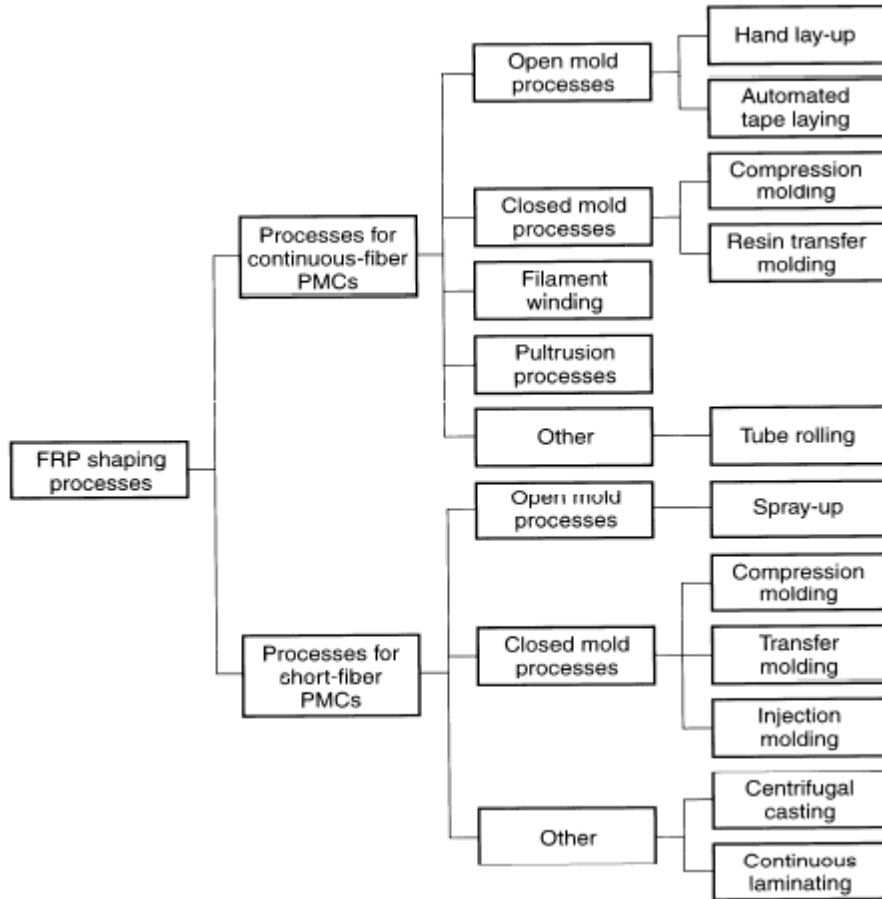 Hand lay-up
Open mold
processes
Automated
tape laying
Compression
molding
Closed mold
processes
Processes for
continuous-fiber
PMCs
Resin transfer
molding
Filament
winding
Pultrusion
processes
Other
Tube rolling
FRP shaping
processes
Open mold
processes
Spray-up
Compression
molding
Processes for
short-fiber
PMCs
Closed mold
processes
Transfer
molding
Injection
molding
Centrifugal
casting
Other
Continuous
laminating